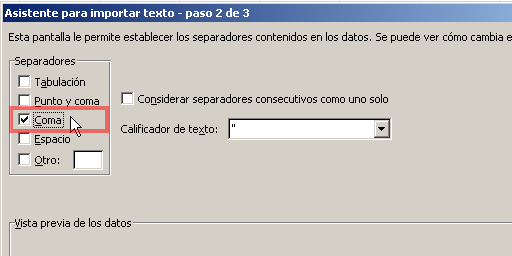 Asistente para importar texto - paso 2 de 3
Esta pantalla le permite establecer los separadores contenidos en los datos. Se puede ver cómo cambia e
Separadores
Tabulación
Punto y coma
Coma
Espacio
Otro:
Considerar separadores consecutivos como uno solo
Calificador de texto: "
Vista previa de los datos